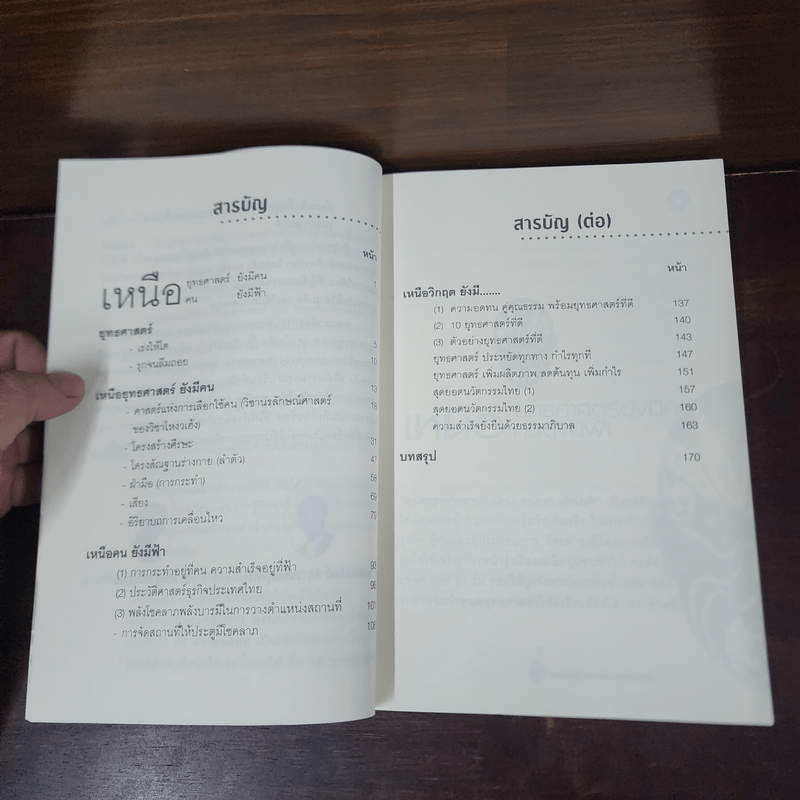 สารบัญ
หน้า
เหนือ ยุทธศาสตร์ ยังมีคน 1
คน ยังมีฟ้า
ยุทธศาสตร์
- เร่งให้โต 5
- รุกจนลืมถอย 10
เหนือยุทธศาสตร์ ยังมีคน 13
- ศาสตร์แห่งการเลือกใช้คน (วิชานรลักษณ์ศาสตร์ 18
ของวิชาโหงวเฮ้ง)
- โครงสร้างศีรษะ 31
- โครงสัณฐานร่างกาย (ลำตัว) 47
- ฝ่ามือ (การกระทำ) 58
- เสียง 69
- อิริยาบถการเคลื่อนไหว 79
เหนือคน ยังมีฟ้า
(1) การกระทำอยู่ที่คน ความสำเร็จอยู่ที่ฟ้า 90
(2) ประวัติศาสตร์ธุรกิจประเทศไทย 96
(3) พลังโชคลาภพลังบารมีในการวางตำแหน่งสถานที่ 101
- การจัดสถานที่ให้ประตูมีโชคลาภ 106
สารบัญ (ต่อ)
หน้า
เหนือวิกฤต ยังมี.......
(1) ความอดทน คู่คุณธรรม พร้อมยุทธศาสตร์ที่ดี 137
(2) 10 ยุทธศาสตร์ที่ดี 140
(3) ตัวอย่างยุทธศาสตร์ที่ดี 143
ยุทธศาสตร์ ประหยัดทุกทาง กำไรทุกที่ 147
ยุทธศาสตร์ เพิ่มผลิตภาพ ลดต้นทุน เพิ่มกำไร 151
สุดยอดนวัตกรรมไทย (1) 157
สุดยอดนวัตกรรมไทย (2) 160
ความสำเร็จยั่งยืนด้วยธรรมาภิบาล 163
บทสรุป 170